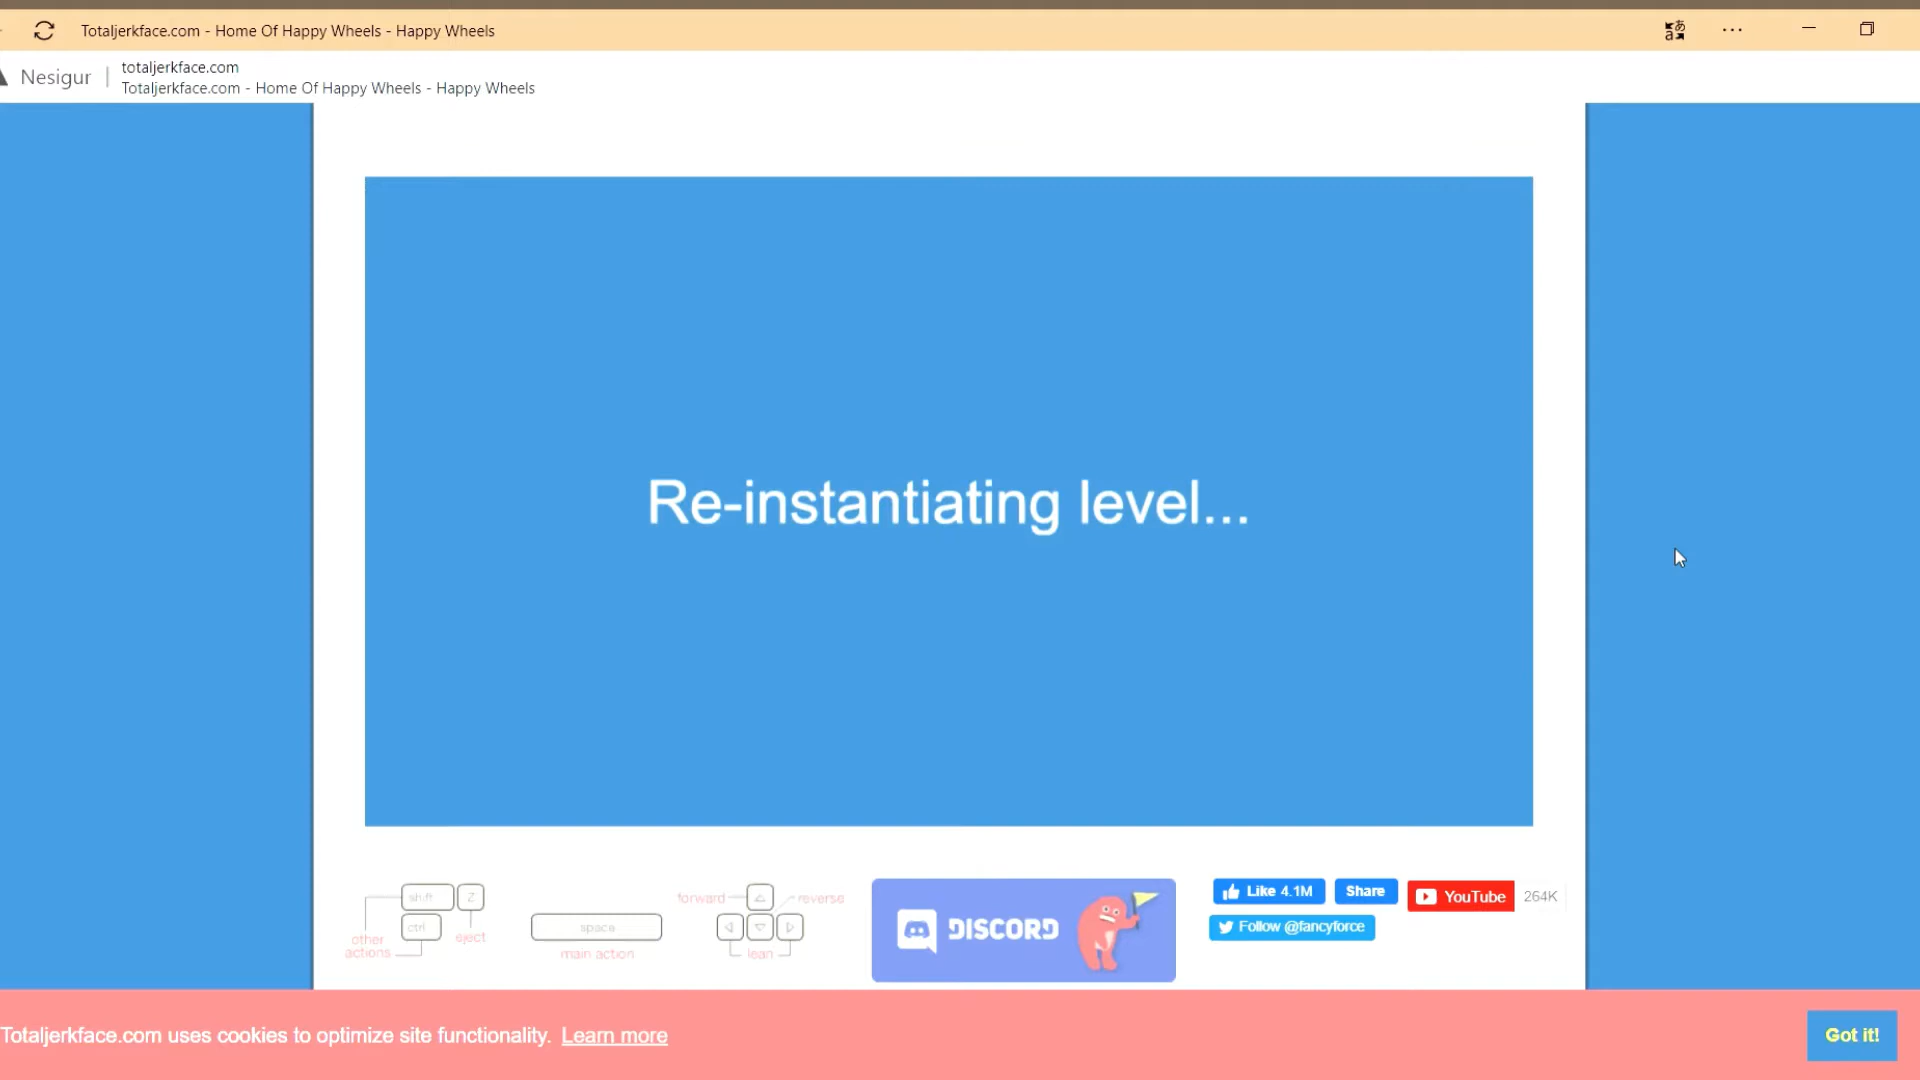 Totaljerkface.com - Home Of Happy Wheels - Happy Wheels
Nesigur
totaljerkface.com
Totaljerkface.com - Home Of Happy Wheels - Happy Wheels
Re-instantiating level...
shift
Z
ctrl
other
actions
eject
space
main action
forward
reverse
lean
DISCORD
Like 4.1M
Share
YouTube
264K
Follow @fancyforce
Totaljerkface.com uses cookies to optimize site functionality. Learn more
Got it!